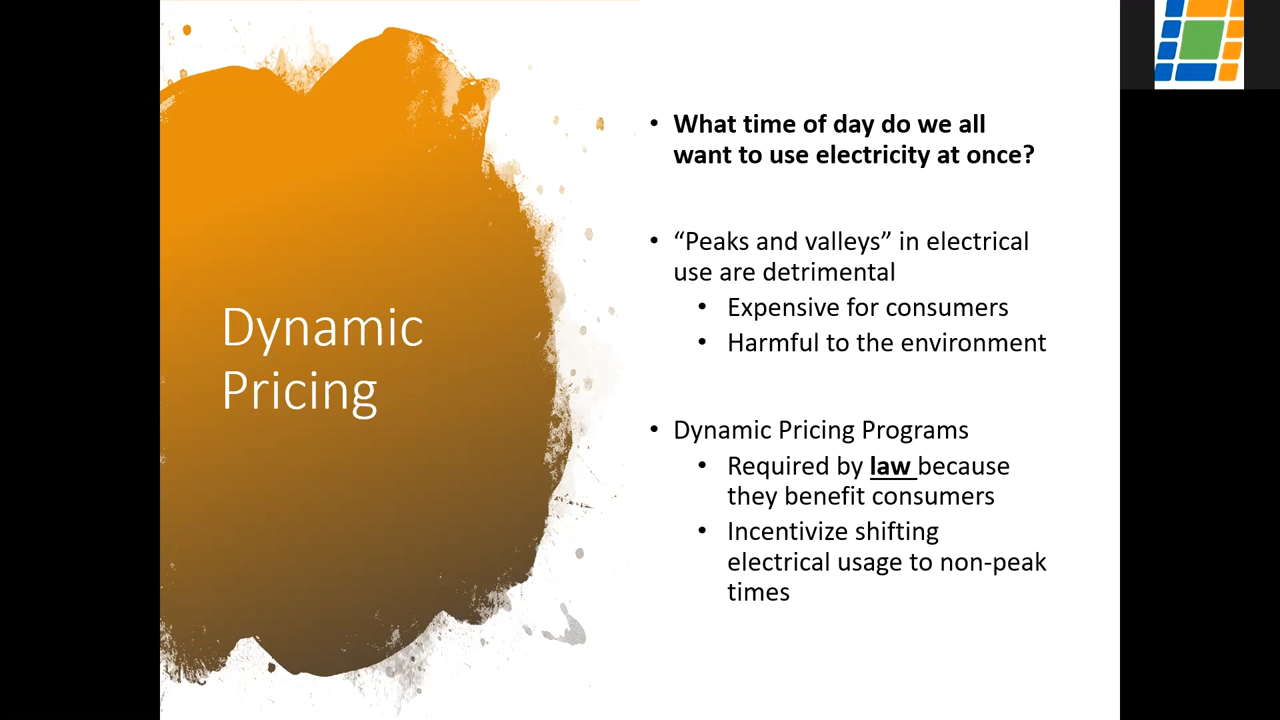 Dynamic
Pricing
• What time of day do we all
want to use electricity at once?
• “Peaks and valleys” in electrical
use are detrimental
• Expensive for consumers
• Harmful to the environment
• Dynamic Pricing Programs
• Required by law because
they benefit consumers
• Incentivize shifting
electrical usage to non-peak
times